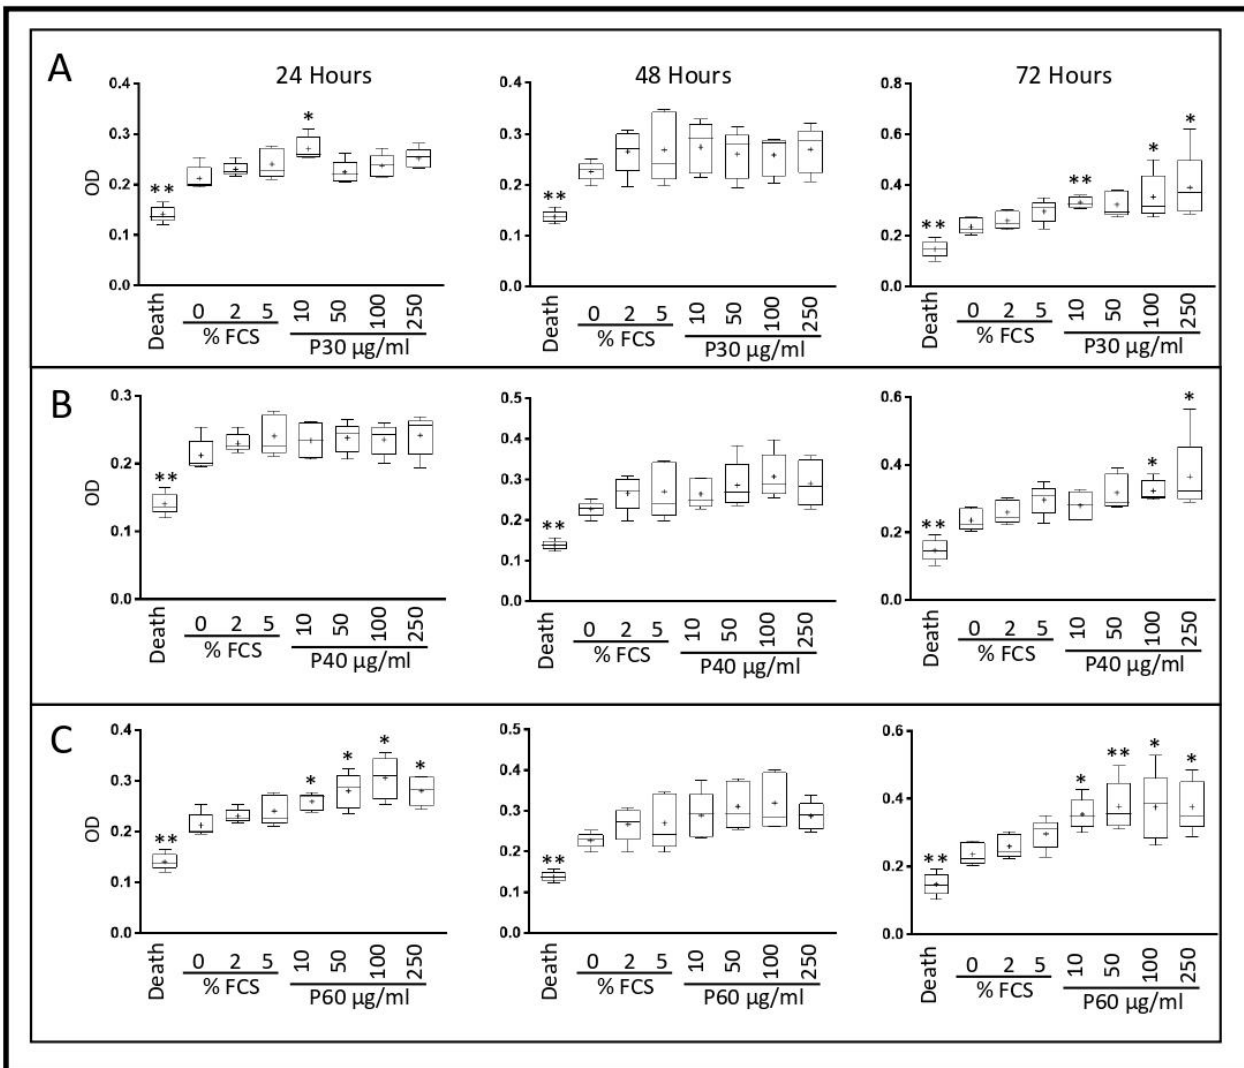 A
24 Hours
48 Hours
72 Hours
0.4
0.3
0.2
0.1
0.0
OD
**
*
Death
0 2 5
% FCS
10 50 100 250
P30 µg/ml
0.4
0.3
0.2
0.1
0.0
**
Death
0 2 5
% FCS
10 50 100 250
P30 µg/ml
0.8
0.6
0.4
0.2
0.0
**
**
*
*
Death
0 2 5
% FCS
10 50 100 250
P30 µg/ml
B
0.3
0.2
0.1
0.0
OD
**
Death
0 2 5
% FCS
10 50 100 250
P40 µg/ml
0.5
0.4
0.3
0.2
0.1
0.0
**
Death
0 2 5
% FCS
10 50 100 250
P40 µg/ml
0.6
0.4
0.2
0.0
**
*
*
Death
0 2 5
% FCS
10 50 100 250
P40 µg/ml
C
0.4
0.3
0.2
0.1
0.0
OD
**
*
*
*
*
Death
0 2 5
% FCS
10 50 100 250
P60 µg/ml
0.5
0.4
0.3
0.2
0.1
0.0
**
Death
0 2 5
% FCS
10 50 100 250
P60 µg/ml
0.6
0.4
0.2
0.0
**
*
**
*
*
Death
0 2 5
% FCS
10 50 100 250
P60 µg/ml